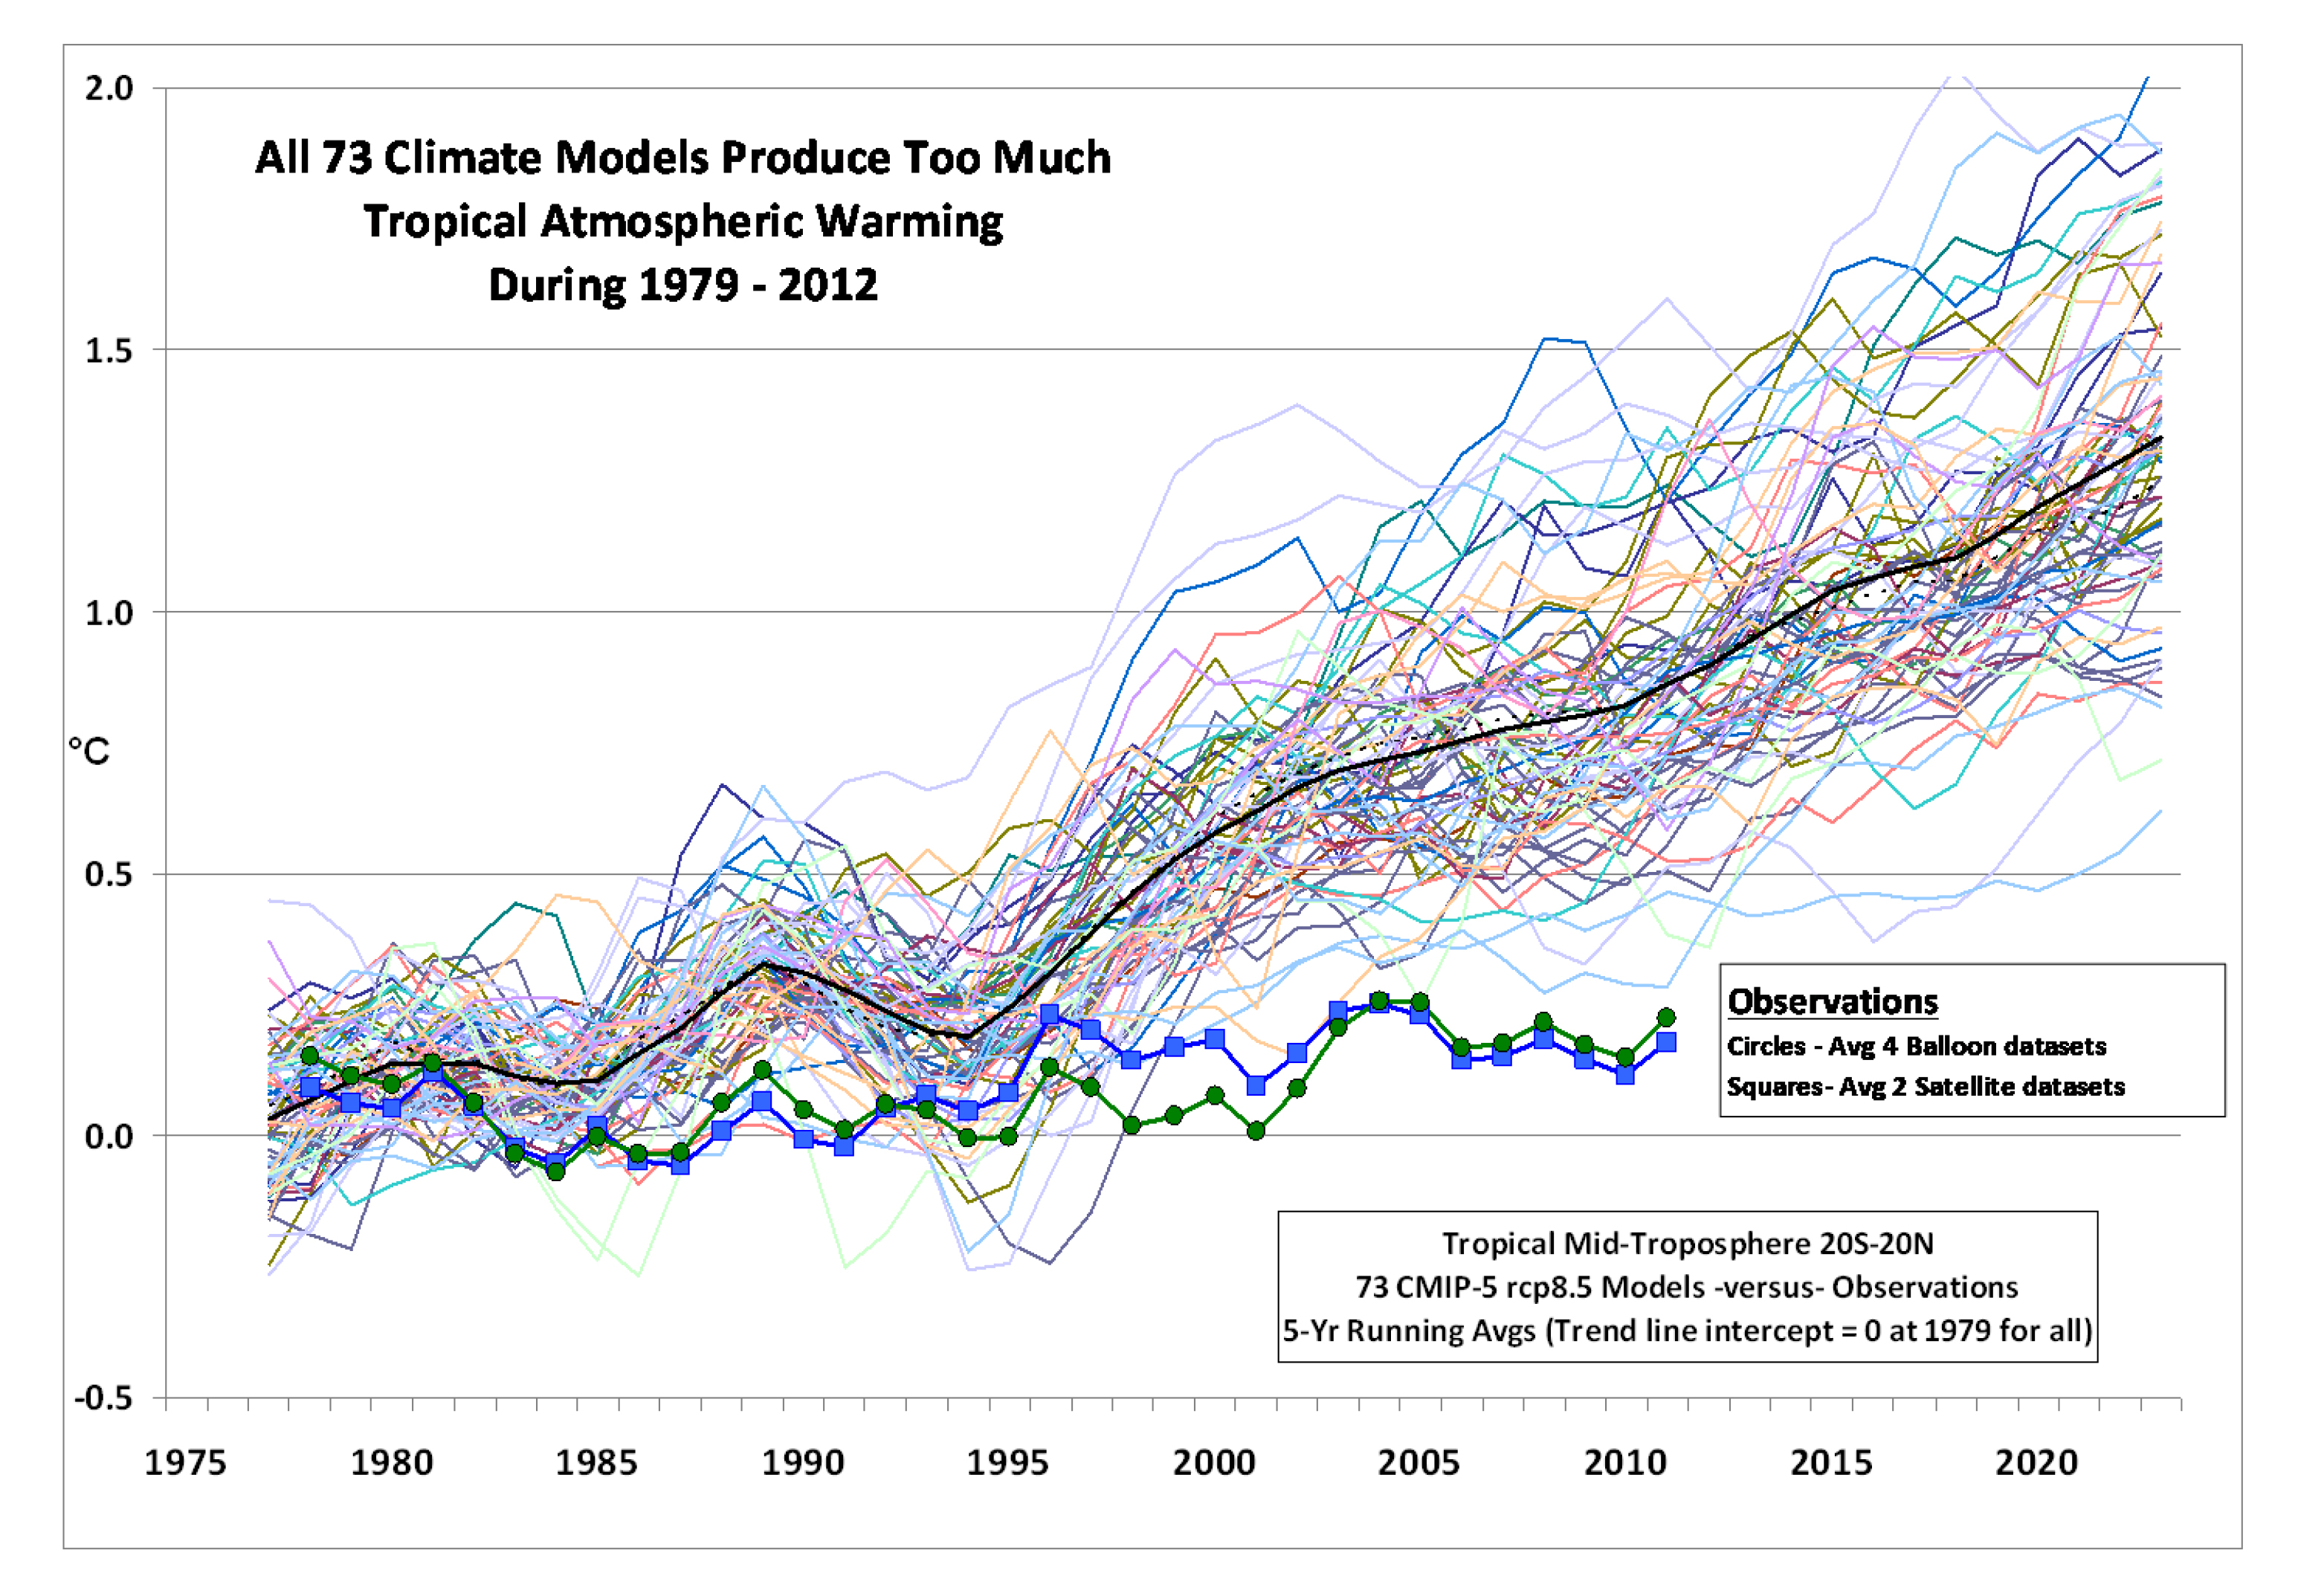 2.0
All 73 Climate Models Produce Too Much
Tropical Atmospheric Warming
During 1979 - 2012
1.5
1.0
°C
0.5
Observations
Circles - Avg 4 Balloon datasets
Squares- Avg 2 Satellite datasets
0.0
Tropical Mid-Troposphere 20S-20N
73 CMIP-5 rcp8.5 Models -versus- Observations
5-Yr Running Avgs (Trend line intercept = 0 at 1979 for all)
-0.5
1975 1980 1985 1990 1995 2000 2005 2010 2015 2020